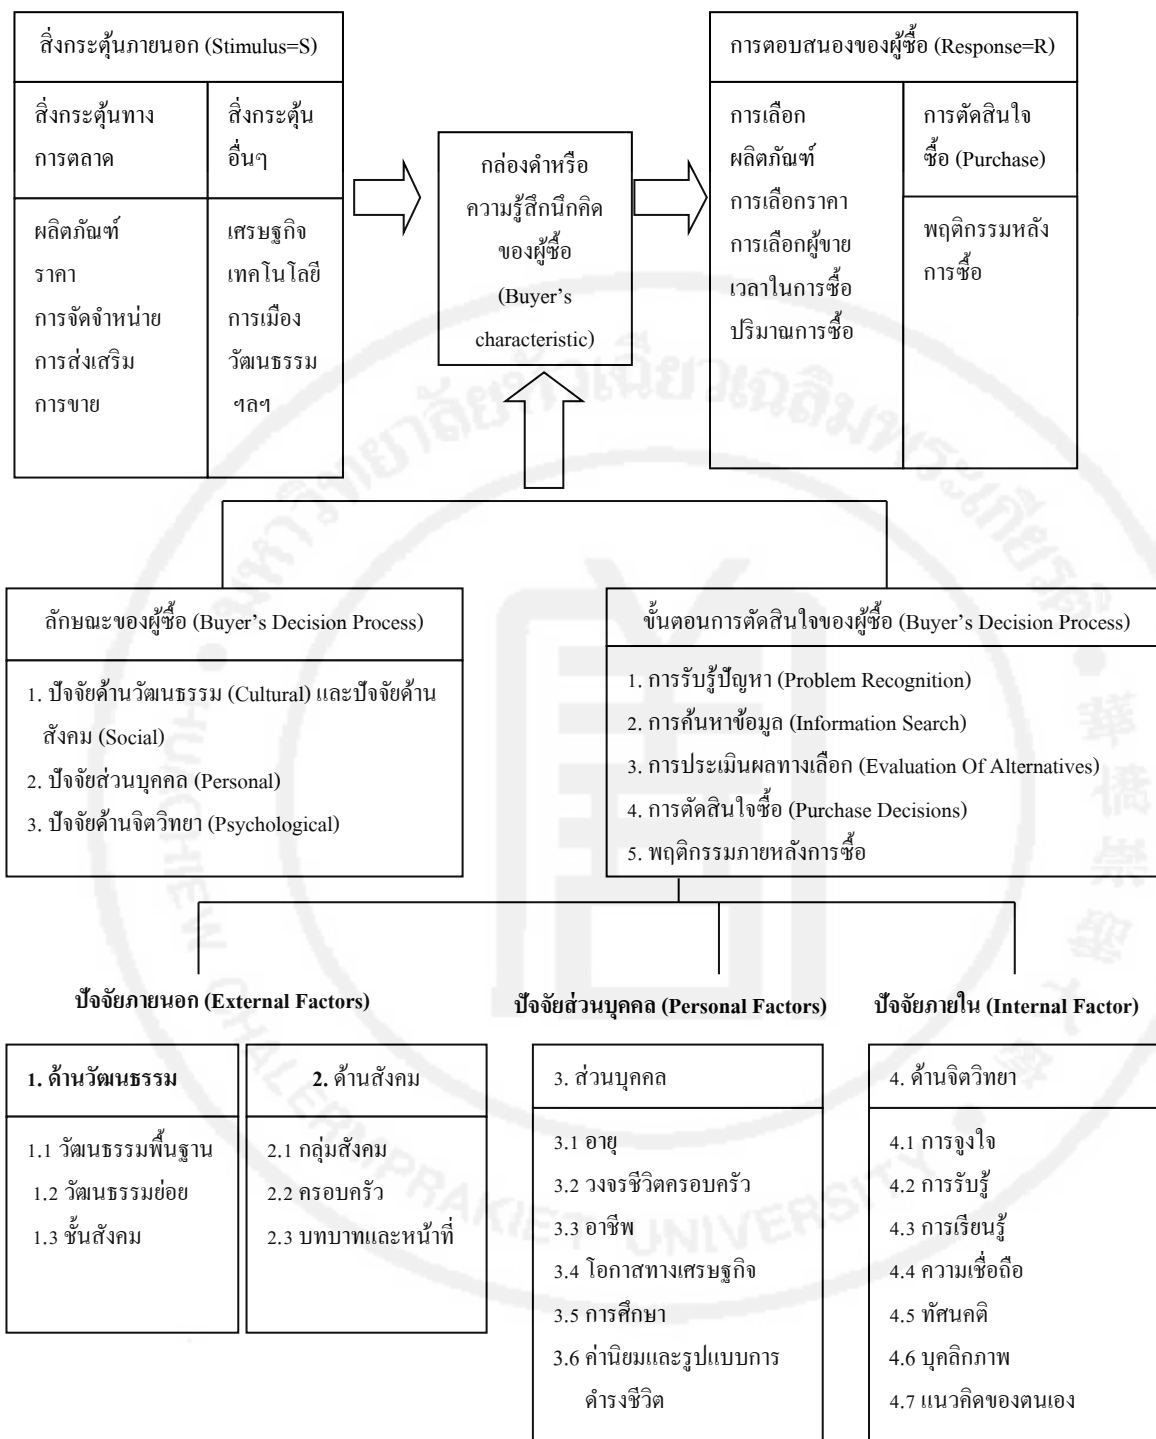 สิ่งกระตุ้นภายนอก (Stimulus=S)
สิ่งกระตุ้นทาง
การตลาด
สิ่งกระตุ้น
อื่นๆ
ผลิตภัณฑ์
ราคา
การจัดจำหน่าย
การส่งเสริม
การขาย
เศรษฐกิจ
เทคโนโลยี
การเมือง
วัฒนธรรม
ฯลฯ
กล่องดำหรือ
ความรู้สึกนึกคิด
ของผู้ซื้อ
(Buyer’s
characteristic)
การตอบสนองของผู้ซื้อ (Response=R)
การเลือก
ผลิตภัณฑ์
การเลือกราคา
การเลือกผู้ขาย
เวลาในการซื้อ
ปริมาณการซื้อ
การตัดสินใจ
ซื้อ (Purchase)
พฤติกรรมหลัง
การซื้อ
ลักษณะของผู้ซื้อ (Buyer’s Decision Process)
1. ปัจจัยด้านวัฒนธรรม (Cultural) และปัจจัยด้าน
สังคม (Social)
2. ปัจจัยส่วนบุคคล (Personal)
3. ปัจจัยด้านจิตวิทยา (Psychological)
ขั้นตอนการตัดสินใจของผู้ซื้อ (Buyer’s Decision Process)
1. การรับรู้ปัญหา (Problem Recognition)
2. การค้นหาข้อมูล (Information Search)
3. การประเมินผลทางเลือก (Evaluation Of Alternatives)
4. การตัดสินใจซื้อ (Purchase Decisions)
5. พฤติกรรมภายหลังการซื้อ
ปัจจัยภายนอก (External Factors)
ปัจจัยส่วนบุคคล (Personal Factors)
ปัจจัยภายใน (Internal Factor)
1. ด้านวัฒนธรรม
1.1 วัฒนธรรมพื้นฐาน
1.2 วัฒนธรรมย่อย
1.3 ชั้นสังคม
2. ด้านสังคม
2.1 กลุ่มสังคม
2.2 ครอบครัว
2.3 บทบาทและหน้าที่
3. ส่วนบุคคล
3.1 อายุ
3.2 วงจรชีวิตครอบครัว
3.3 อาชีพ
3.4 โอกาสทางเศรษฐกิจ
3.5 การศึกษา
3.6 ค่านิยมและรูปแบบการ
ดำรงชีวิต
4. ด้านจิตวิทยา
4.1 การจูงใจ
4.2 การรับรู้
4.3 การเรียนรู้
4.4 ความเชื่อถือ
4.5 ทัศนคติ
4.6 บุคลิกภาพ
4.7 แนวคิดของตนเอง
มหาวิทยาลัยหัวเฉียวเฉลิมพระเกียรติ
HUACHIEW CHALERMPRAKIET UNIVERSITY
華僑崇聖大學